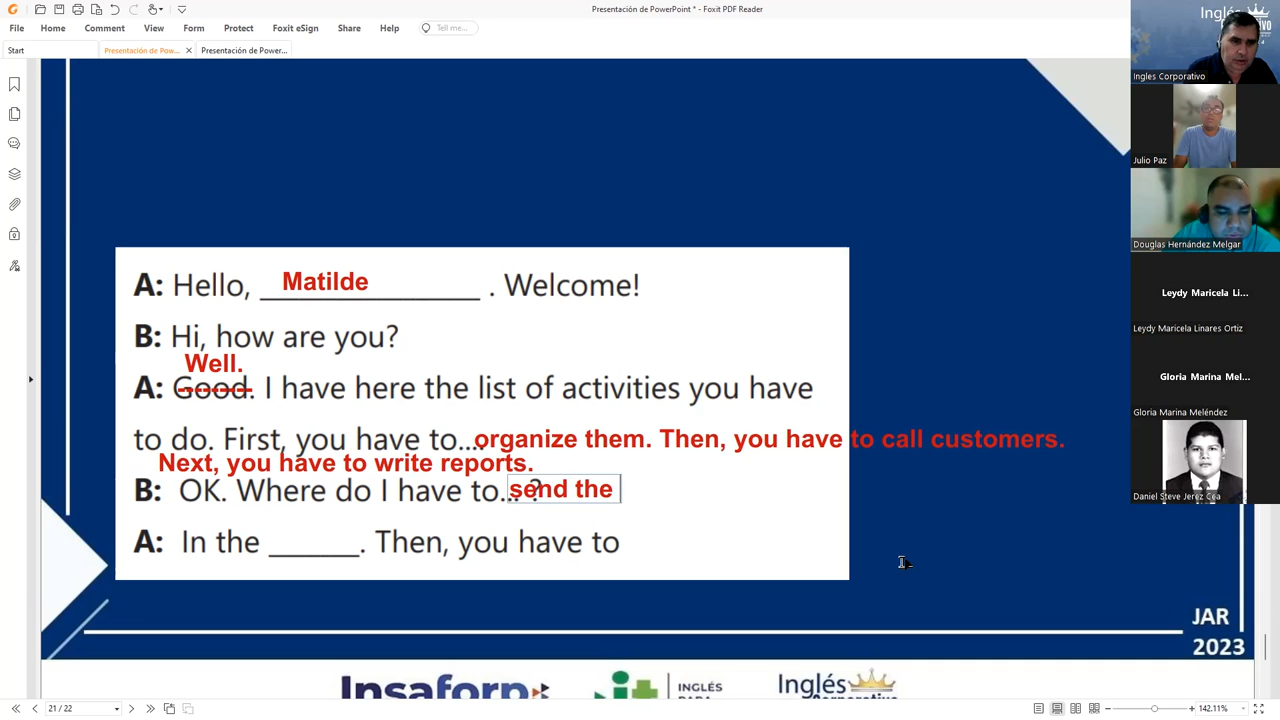 Presentación de PowerPoint * - Foxit PDF Reader
File Home Comment View Form Protect Foxit eSign Share Help Tell me...
Start Presentación de Pow... × Presentación de Power...
Inglés
Ingles Corporativo
Julio Paz
Douglas Hernández Melgar
Leydy Maricela Li...
Leydy Maricela Linares Ortiz
Gloria Marina Mel...
Gloria Marina Meléndez
Daniel Steve Jerez Cea
A: Hello, Matilde . Welcome!
B: Hi, how are you?
Well.
A: Good. I have here the list of activities you have
to do. First, you have to... organize them. Then, you have to call customers.
Next, you have to write reports.
B: OK. Where do I have to... ? send the
A: In the ______. Then, you have to
JAR
2023
Insaforp
INGLÉS
Inglés
21 / 22
142.11%